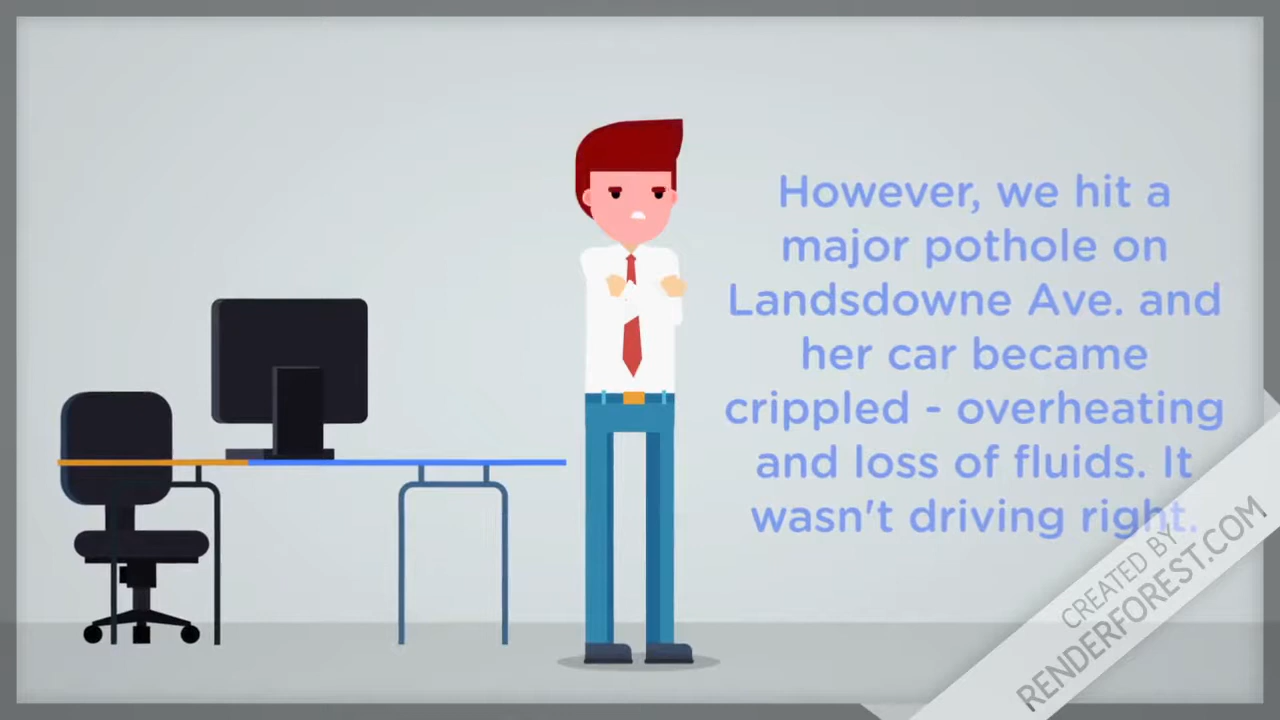 However, we hit a
major pothole on
Landsdowne Ave. and
her car became
crippled - overheating
and loss of fluids. It
wasn't driving right.
CREATED BY
RENDERFOREST.COM